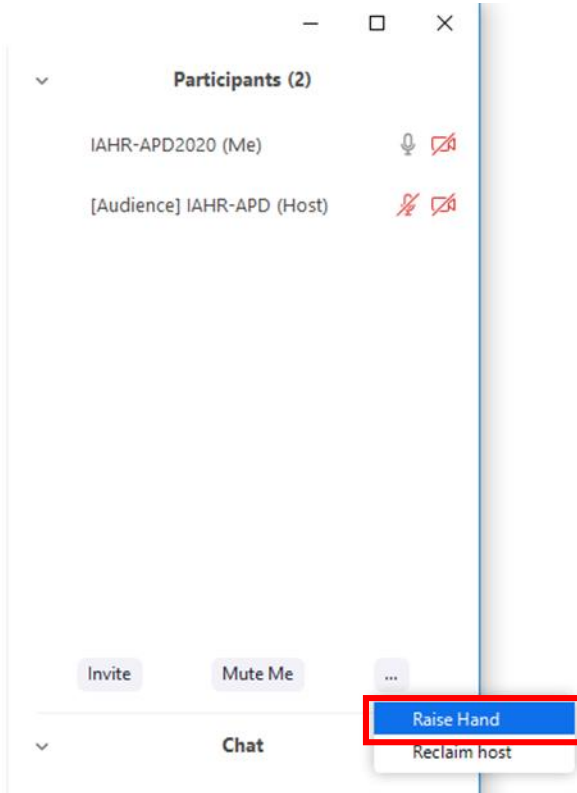 Participants (2)
IAHR-APD2020 (Me)
[Audience] IAHR-APD (Host)
Invite Mute Me ...
Raise Hand
Chat
Reclaim host